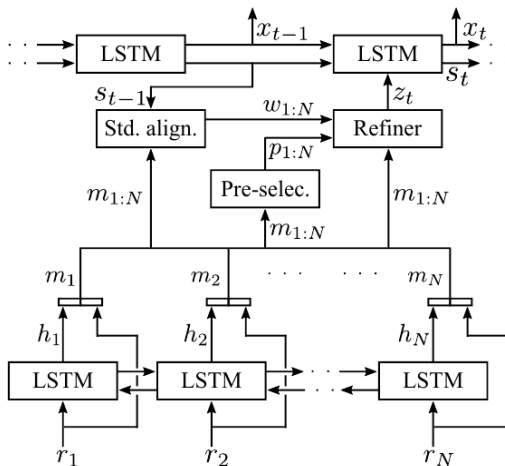 x_{t-1} x_t
LSTM LSTM
s_{t-1} s_t
w_{1:N} z_t
Std. align. Refiner
p_{1:N}
Pre-selec.
m_{1:N} m_{1:N} m_{1:N}
m_1 m_2 m_N
h_1 h_2 h_N
LSTM LSTM LSTM
r_1 r_2 r_N